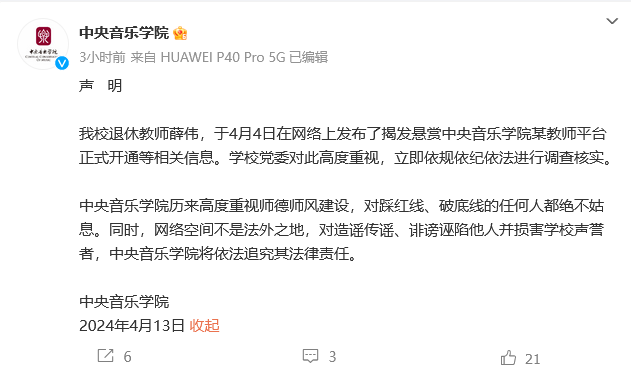 中央音乐学院
中央音乐学院
3小时前 来自 HUAWEI P40 Pro 5G 已编辑
声 明
我校退休教师薛伟，于4月4日在网络上发布了揭发悬赏中央音乐学院某教师平台
正式开通等相关信息。学校党委对此高度重视，立即依规依纪依法进行调查核实。
中央音乐学院历来高度重视师德师风建设，对踩红线、破底线的任何人都绝不姑
息。同时，网络空间不是法外之地，对造谣传谣、诽谤诬陷他人并损害学校声誉
者，中央音乐学院将依法追究其法律责任。
中央音乐学院
2024年4月13日 收起
6 3 21